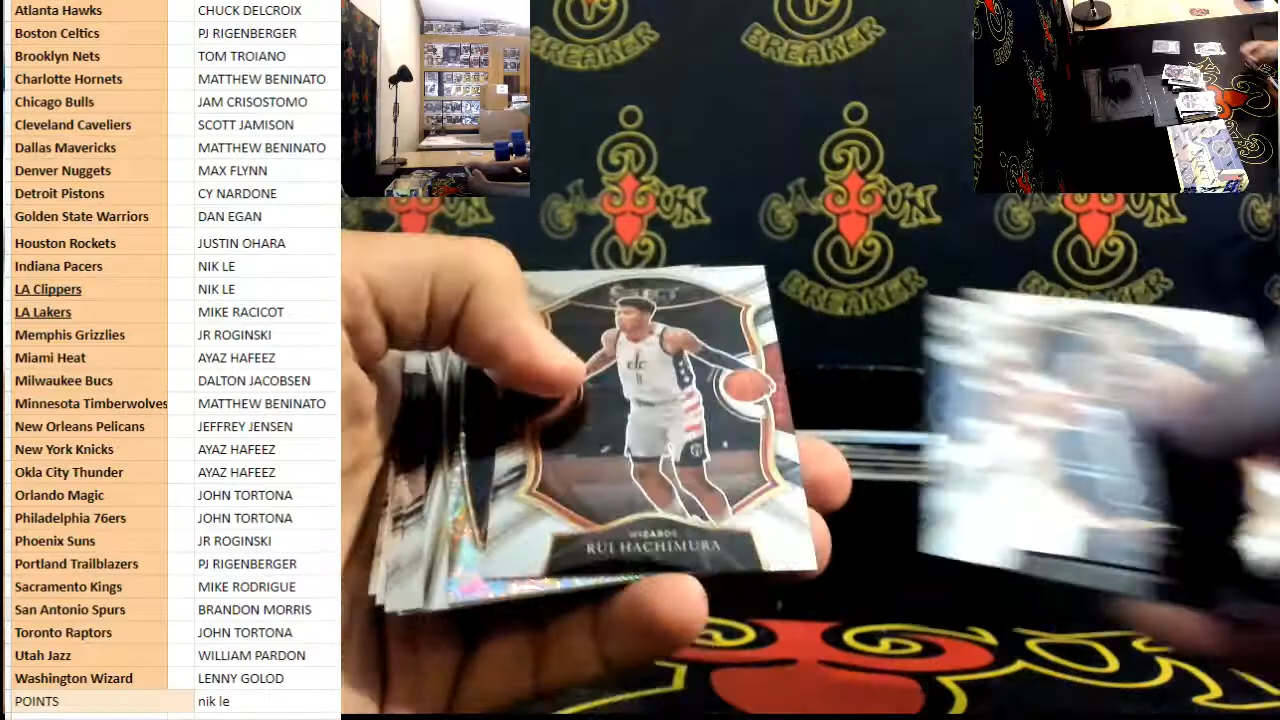 Atlanta Hawks CHUCK DELCROIX
Boston Celtics PJ RIGENBERGER
Brooklyn Nets TOM TROIANO
Charlotte Hornets MATTHEW BENINATO
Chicago Bulls JAM CRISOSTOMO
Cleveland Caveliers SCOTT JAMISON
Dallas Mavericks MATTHEW BENINATO
Denver Nuggets MAX FLYNN
Detroit Pistons CY NARDONE
Golden State Warriors DAN EGAN
Houston Rockets JUSTIN OHARA
Indiana Pacers NIK LE
LA Clippers NIK LE
LA Lakers MIKE RACICOT
Memphis Grizzlies JR ROGINSKI
Miami Heat AYAZ HAFEEZ
Milwaukee Bucs DALTON JACOBSEN
Minnesota Timberwolves MATTHEW BENINATO
New Orleans Pelicans JEFFREY JENSEN
New York Knicks AYAZ HAFEEZ
Okla City Thunder AYAZ HAFEEZ
Orlando Magic JOHN TORTONA
Philadelphia 76ers JOHN TORTONA
Phoenix Suns JR ROGINSKI
Portland Trailblazers PJ RIGENBERGER
Sacramento Kings MIKE RODRIGUE
San Antonio Spurs BRANDON MORRIS
Toronto Raptors JOHN TORTONA
Utah Jazz WILLIAM PARDON
Washington Wizard LENNY GOLOD
POINTS nik le
BREAKER
BREAKER
BREAKER
BREAKER
SELECT
WIZARDS
RUI HACHIMURA